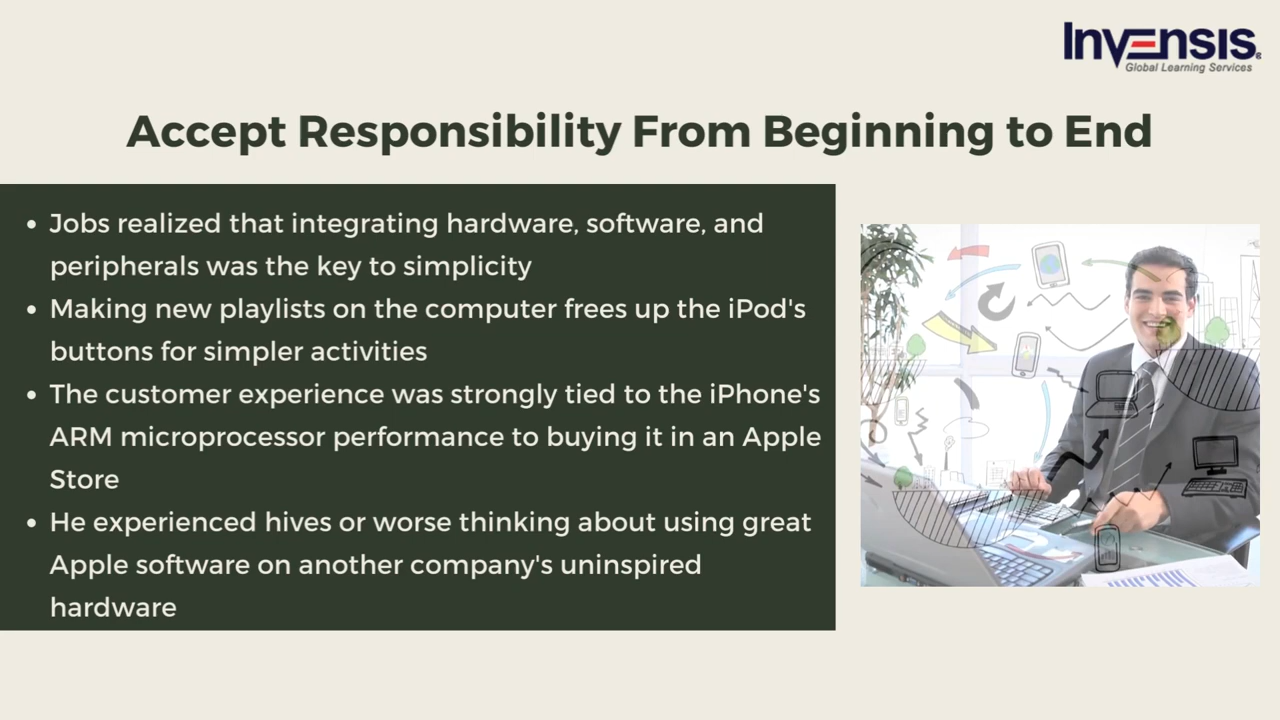 Invensis
Global Learning Services
Accept Responsibility From Beginning to End
• Jobs realized that integrating hardware, software, and
peripherals was the key to simplicity
• Making new playlists on the computer frees up the iPod's
buttons for simpler activities
• The customer experience was strongly tied to the iPhone's
ARM microprocessor performance to buying it in an Apple
Store
• He experienced hives or worse thinking about using great
Apple software on another company's uninspired
hardware